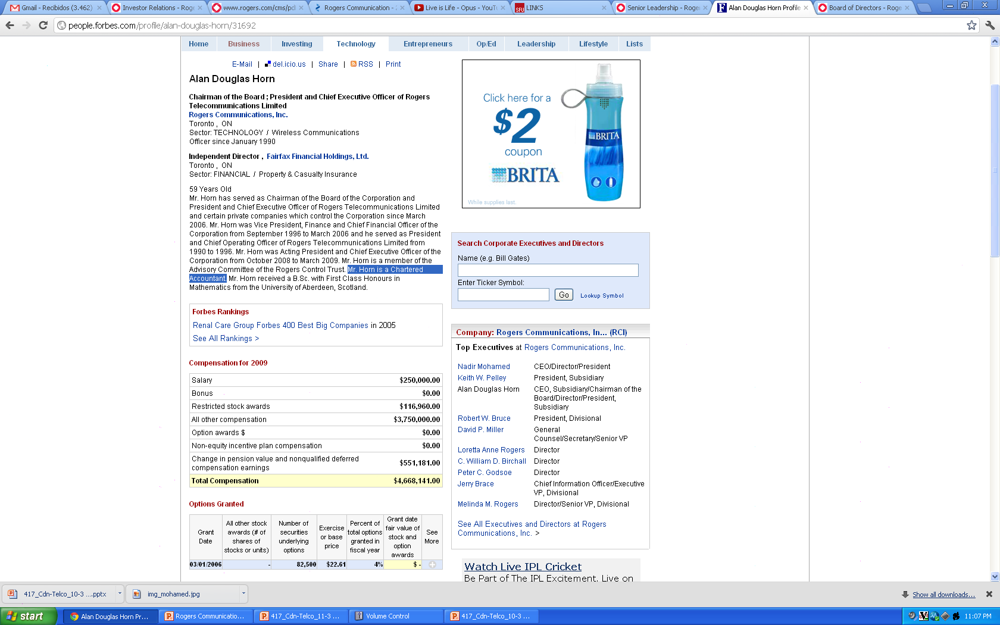 Gmail - Recibidos (3.462)
Investor Relations - Roge
www.rogers.com/cms/pdf
Rogers Communication - 
Live is Life - Opus - YouTu
LINKS
Senior Leadership - Roger
Alan Douglas Horn Profile
Board of Directors - Roge
people.forbes.com/profile/alan-douglas-horn/31692
Home Business Investing Technology Entrepreneurs Op/Ed Leadership Lifestyle Lists
E-Mail | del.icio.us | Share | RSS | Print
Alan Douglas Horn
Chairman of the Board ; President and Chief Executive Officer of Rogers
Telecommunications Limited
Rogers Communications, Inc.
Toronto , ON
Sector: TECHNOLOGY / Wireless Communications
Officer since January 1990
Independent Director , Fairfax Financial Holdings, Ltd.
Toronto , ON
Sector: FINANCIAL / Property & Casualty Insurance
59 Years Old
Mr. Horn has served as Chairman of the Board of the Corporation and
President and Chief Executive Officer of Rogers Telecommunications Limited
and certain private companies which control the Corporation since March
2006. Mr. Horn was Vice President, Finance and Chief Financial Officer of the
Corporation from September 1996 to March 2006 and he served as President
and Chief Operating Officer of Rogers Telecommunications Limited from
1990 to 1996. Mr. Horn was Acting President and Chief Executive Officer of the
Corporation from October 2008 to March 2009. Mr. Horn is a member of the
Advisory Committee of the Rogers Control Trust. Mr. Horn is a Chartered
Accountant. Mr. Horn received a B.Sc. with First Class Honours in
Mathematics from the University of Aberdeen, Scotland.
Forbes Rankings
Renal Care Group Forbes 400 Best Big Companies in 2005
See All Rankings >
Compensation for 2009
Salary $250,000.00
Bonus $0.00
Restricted stock awards $116,960.00
All other compensation $3,750,000.00
Option awards $ $0.00
Non-equity incentive plan compensation $0.00
Change in pension value and nonqualified deferred
compensation earnings $551,181.00
Total Compensation $4,668,141.00
Options Granted
Grant Date
All other stock awards (# of shares of stocks or units)
Number of securities underlying options
Exercise or base price
Percent of total options granted in fiscal year
Grant date fair value of stock and option awards
See More
03/01/2006 - 82,500 $22.61 4% $ -
Click here for a
$2
coupon
BRITA
BRITA
While supplies last.
Search Corporate Executives and Directors
Name (e.g. Bill Gates)
Enter Ticker Symbol:
Go Lookup Symbol
Company: Rogers Communications, In... (RCI)
Top Executives at Rogers Communications, Inc.
Nadir Mohamed CEO/Director/President
Keith W. Pelley President, Subsidiary
Alan Douglas Horn CEO, Subsidiary/Chairman of the
Board/Director/President,
Subsidiary
Robert W. Bruce President, Divisional
David P. Miller General
Counsel/Secretary/Senior VP
Loretta Anne Rogers Director
C. William D. Birchall Director
Peter C. Godsoe Director
Jerry Brace Chief Information Officer/Executive
VP, Divisional
Melinda M. Rogers Director/Senior VP, Divisional
See All Executives and Directors at Rogers
Communications, Inc. >
Watch Live IPL Cricket
Be Part of The IPL Excitement. Live on
417_Cdn-Telco_10-3 ....pptx
img_mohamed.jpg
Show all downloads...
start
Alan Douglas Horn Pr...
Rogers Communicatio...
417_Cdn-Telco_11-3 ...
Volume Control
417_Cdn-Telco_10-3 ...
11:07 PM